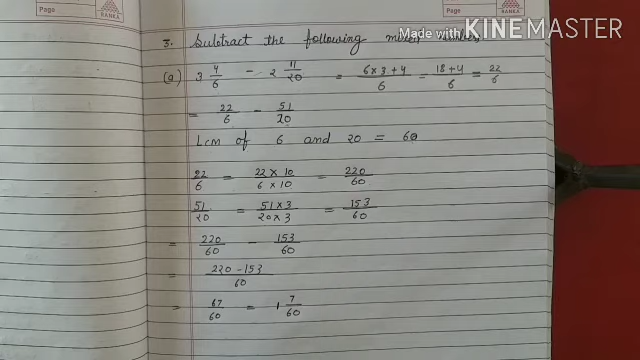 Page
RANKA
Page
RANKA
Made with KINEMASTER
3. Subtract the following mixed numbers
(a) 3 4/6 - 2 11/20 = 6×3+4/6 = 18+4/6 = 22/6
= 22/6 - 51/20
Lcm of 6 and 20 = 60
22/6 = 22×10/6×10 = 220/60
51/20 = 51×3/20×3 = 153/60
= 220/60 - 153/60
= 220-153/60
= 67/60 = 1 7/60